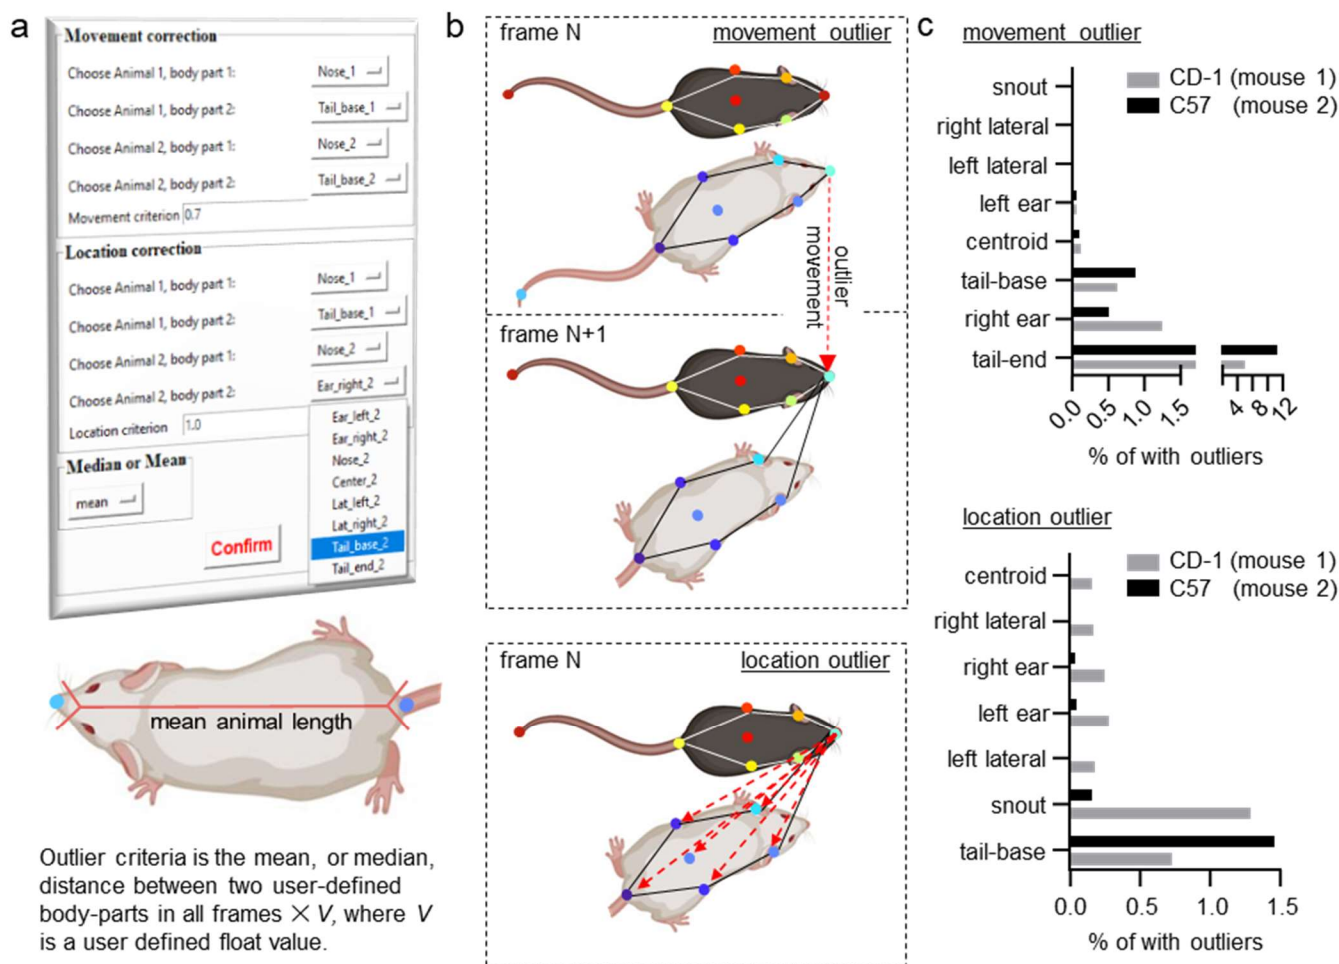 a
Movement correction
Choose Animal 1, body part 1: Nose_1
Choose Animal 1, body part 2: Tail_base_1
Choose Animal 2, body part 1: Nose_2
Choose Animal 2, body part 2: Tail_base_2
Movement criterion 0.7
Location correction
Choose Animal 1, body part 1: Nose_1
Choose Animal 1, body part 2: Tail_base_1
Choose Animal 2, body part 1: Nose_2
Choose Animal 2, body part 2: Ear_right_2
Location criterion 1.0
Ear_left_2
Ear_right_2
Nose_2
Center_2
Lat_left_2
Lat_right_2
Tail_base_2
Tail_end_2
Median or Mean
mean
Confirm
mean animal length
Outlier criteria is the mean, or median,
distance between two user-defined
body-parts in all frames × V, where V
is a user defined float value.
b
frame N movement outlier
outlier
movement
frame N+1
frame N location outlier
c
movement outlier
CD-1 (mouse 1)
C57 (mouse 2)
snout
right lateral
left lateral
left ear
centroid
tail-base
right ear
tail-end
0.0 0.5 1.0 1.5 4 8 12
% of with outliers
location outlier
CD-1 (mouse 1)
C57 (mouse 2)
centroid
right lateral
right ear
left ear
left lateral
snout
tail-base
0.0 0.5 1.0 1.5
% of with outliers